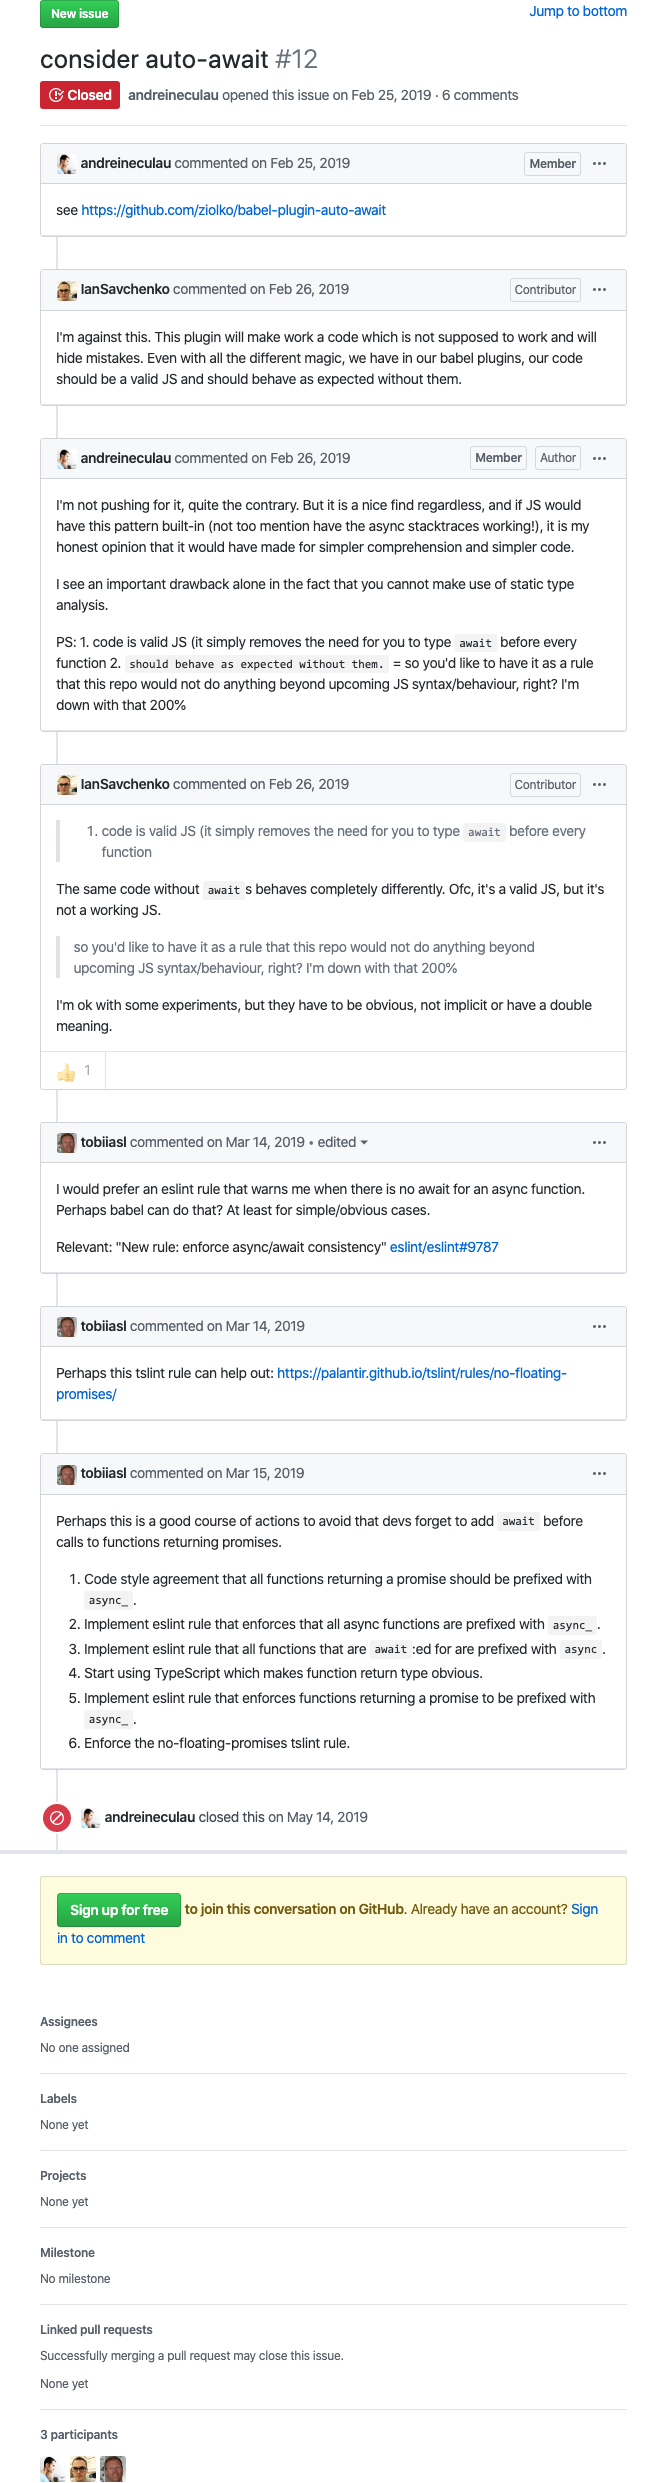 New issue
Jump to bottom
consider auto-await #12
Closed andreineculau opened this issue on Feb 25, 2019 · 6 comments
andreineculau commented on Feb 25, 2019 Member
see https://github.com/ziolko/babel-plugin-auto-await
IanSavchenko commented on Feb 26, 2019 Contributor
I'm against this. This plugin will make work a code which is not supposed to work and will
hide mistakes. Even with all the different magic, we have in our babel plugins, our code
should be a valid JS and should behave as expected without them.
andreineculau commented on Feb 26, 2019 Member Author
I'm not pushing for it, quite the contrary. But it is a nice find regardless, and if JS would
have this pattern built-in (not too mention have the async stacktraces working!), it is my
honest opinion that it would have made for simpler comprehension and simpler code.
I see an important drawback alone in the fact that you cannot make use of static type
analysis.
PS: 1. code is valid JS (it simply removes the need for you to type await before every
function 2. should behave as expected without them. = so you'd like to have it as a rule
that this repo would not do anything beyond upcoming JS syntax/behaviour, right? I'm
down with that 200%
IanSavchenko commented on Feb 26, 2019 Contributor
1. code is valid JS (it simply removes the need for you to type await before every
function
The same code without await s behaves completely differently. Ofc, it's a valid JS, but it's
not a working JS.
so you'd like to have it as a rule that this repo would not do anything beyond
upcoming JS syntax/behaviour, right? I'm down with that 200%
I'm ok with some experiments, but they have to be obvious, not implicit or have a double
meaning.
1
tobiiasl commented on Mar 14, 2019 • edited
I would prefer an eslint rule that warns me when there is no await for an async function.
Perhaps babel can do that? At least for simple/obvious cases.
Relevant: "New rule: enforce async/await consistency" eslint/eslint#9787
tobiiasl commented on Mar 14, 2019
Perhaps this tslint rule can help out: https://palantir.github.io/tslint/rules/no-floating-
promises/
tobiiasl commented on Mar 15, 2019
Perhaps this is a good course of actions to avoid that devs forget to add await before
calls to functions returning promises.
1. Code style agreement that all functions returning a promise should be prefixed with
async_ .
2. Implement eslint rule that enforces that all async functions are prefixed with async_ .
3. Implement eslint rule that all functions that are await :ed for are prefixed with async .
4. Start using TypeScript which makes function return type obvious.
5. Implement eslint rule that enforces functions returning a promise to be prefixed with
async_ .
6. Enforce the no-floating-promises tslint rule.
andreineculau closed this on May 14, 2019
Sign up for free to join this conversation on GitHub. Already have an account? Sign
in to comment
Assignees
No one assigned
Labels
None yet
Projects
None yet
Milestone
No milestone
Linked pull requests
Successfully merging a pull request may close this issue.
None yet
3 participants